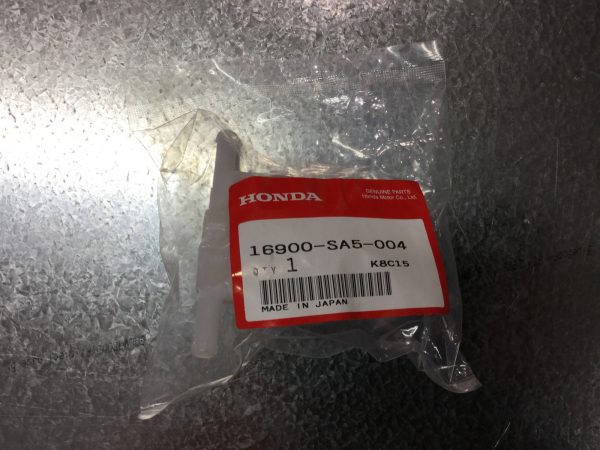 HONDA
GENUINE PARTS
Honda Motor Co., Ltd.
16900-SA5-004
QTY 1
K8C15
MADE IN JAPAN